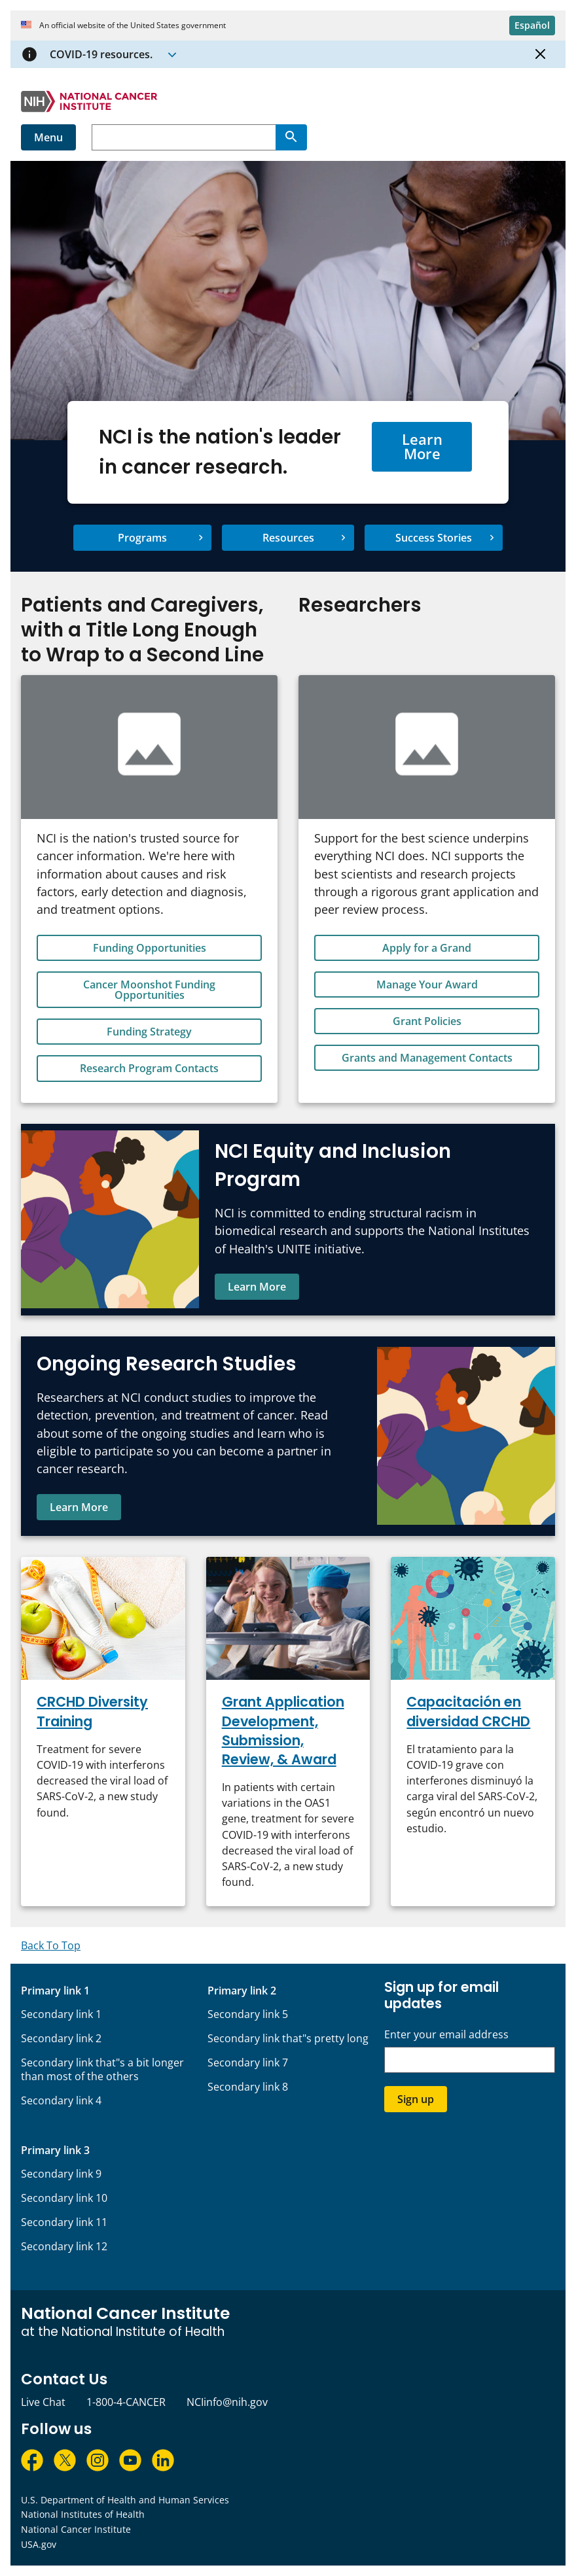 An official website of the United States government
Español
COVID-19 resources.
NIH
NATIONAL CANCER
INSTITUTE
Menu
NCI is the nation's leader
in cancer research.
Learn
More
Programs
Resources
Success Stories
Patients and Caregivers,
with a Title Long Enough
to Wrap to a Second Line
NCI is the nation's trusted source for
cancer information. We're here with
information about causes and risk
factors, early detection and diagnosis,
and treatment options.
Funding Opportunities
Cancer Moonshot Funding
Opportunities
Funding Strategy
Research Program Contacts
Researchers
Support for the best science underpins
everything NCI does. NCI supports the
best scientists and research projects
through a rigorous grant application and
peer review process.
Apply for a Grand
Manage Your Award
Grant Policies
Grants and Management Contacts
NCI Equity and Inclusion
Program
NCI is committed to ending structural racism in
biomedical research and supports the National Institutes
of Health's UNITE initiative.
Learn More
Ongoing Research Studies
Researchers at NCI conduct studies to improve the
detection, prevention, and treatment of cancer. Read
about some of the ongoing studies and learn who is
eligible to participate so you can become a partner in
cancer research.
Learn More
CRCHD Diversity
Training
Treatment for severe
COVID-19 with interferons
decreased the viral load of
SARS-CoV-2, a new study
found.
Grant Application
Development,
Submission,
Review, & Award
In patients with certain
variations in the OAS1
gene, treatment for severe
COVID-19 with interferons
decreased the viral load of
SARS-CoV-2, a new study
found.
Capacitación en
diversidad CRCHD
El tratamiento para la
COVID-19 grave con
interferones disminuyó la
carga viral del SARS-CoV-2,
según encontró un nuevo
estudio.
Back To Top
Primary link 1
Secondary link 1
Secondary link 2
Secondary link that"s a bit longer
than most of the others
Secondary link 4
Primary link 2
Secondary link 5
Secondary link that"s pretty long
Secondary link 7
Secondary link 8
Primary link 3
Secondary link 9
Secondary link 10
Secondary link 11
Secondary link 12
Sign up for email
updates
Enter your email address
Sign up
National Cancer Institute
at the National Institute of Health
Contact Us
Live Chat
1-800-4-CANCER
NCIinfo@nih.gov
Follow us
U.S. Department of Health and Human Services
National Institutes of Health
National Cancer Institute
USA.gov